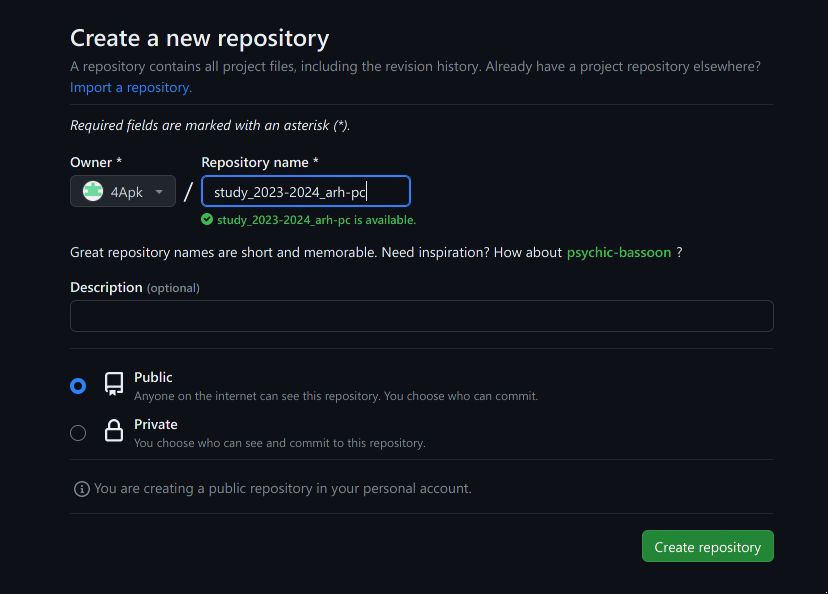 Create a new repository
A repository contains all project files, including the revision history. Already have a project repository elsewhere?
Import a repository.
Required fields are marked with an asterisk (*).
Owner * Repository name *
4Apk / study_2023-2024_arh-pc
study_2023-2024_arh-pc is available.
Great repository names are short and memorable. Need inspiration? How about psychic-bassoon ?
Description (optional)
Public
Anyone on the internet can see this repository. You choose who can commit.
Private
You choose who can see and commit to this repository.
You are creating a public repository in your personal account.
Create repository